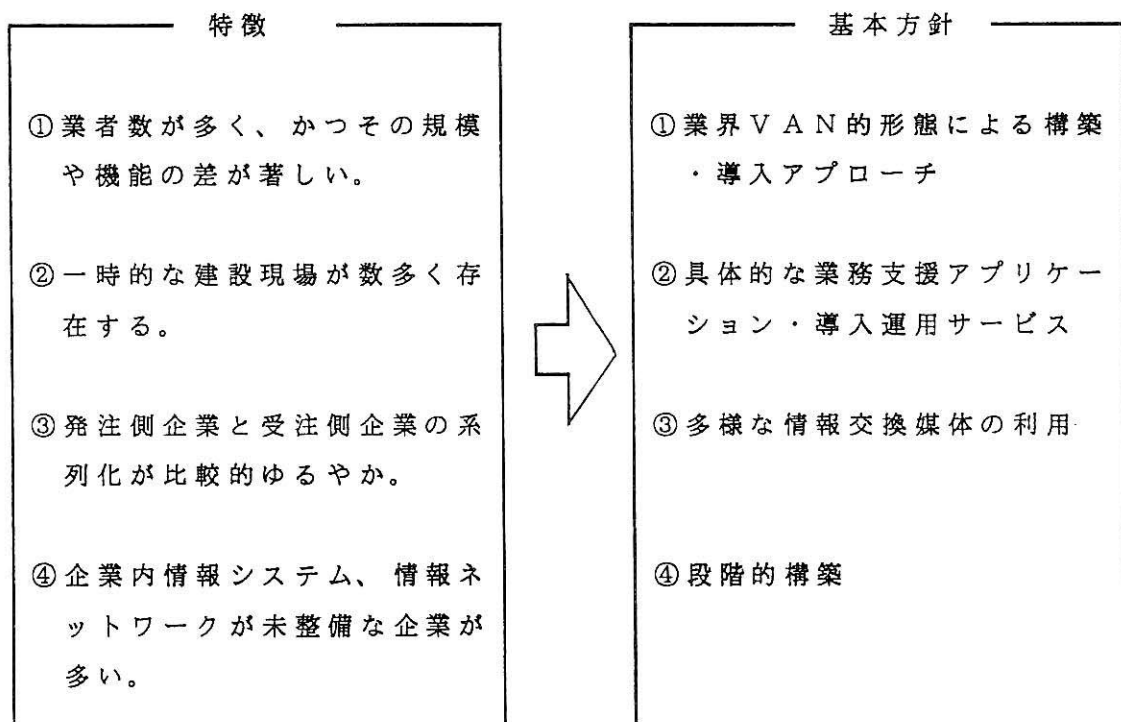 特徴
①業者数が多く、かつその規模
や機能の差が著しい。
②一時的な建設現場が数多く存
在する。
③発注側企業と受注側企業の系
列化が比較的ゆるやか。
④企業内情報システム、情報ネ
ットワークが未整備な企業が
多い。
基本方針
①業界VAN的形態による構築
・導入アプローチ
②具体的な業務支援アプリケー
ション・導入運用サービス
③多様な情報交換媒体の利用
④段階的構築